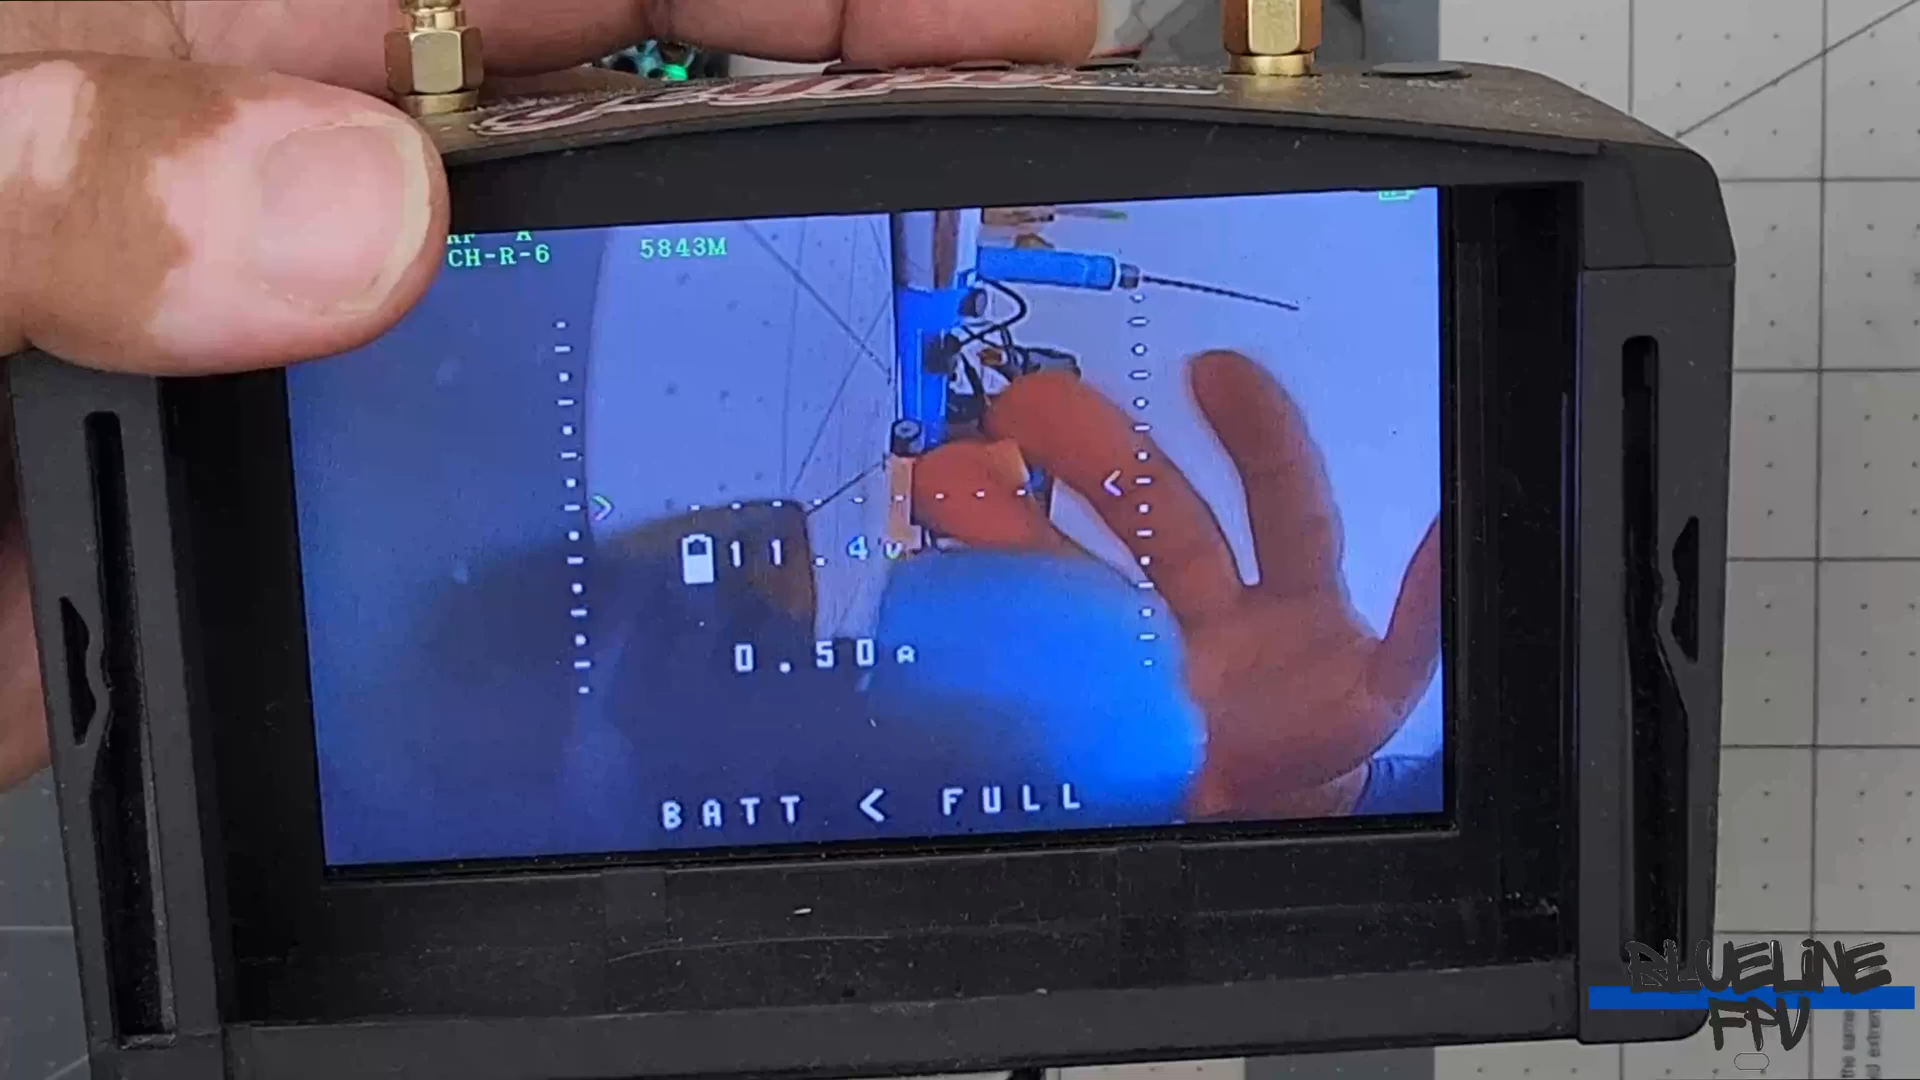 CH-R-6
5843M
11.4v
0.50A
BATT < FULL
BLUELINE
FPV